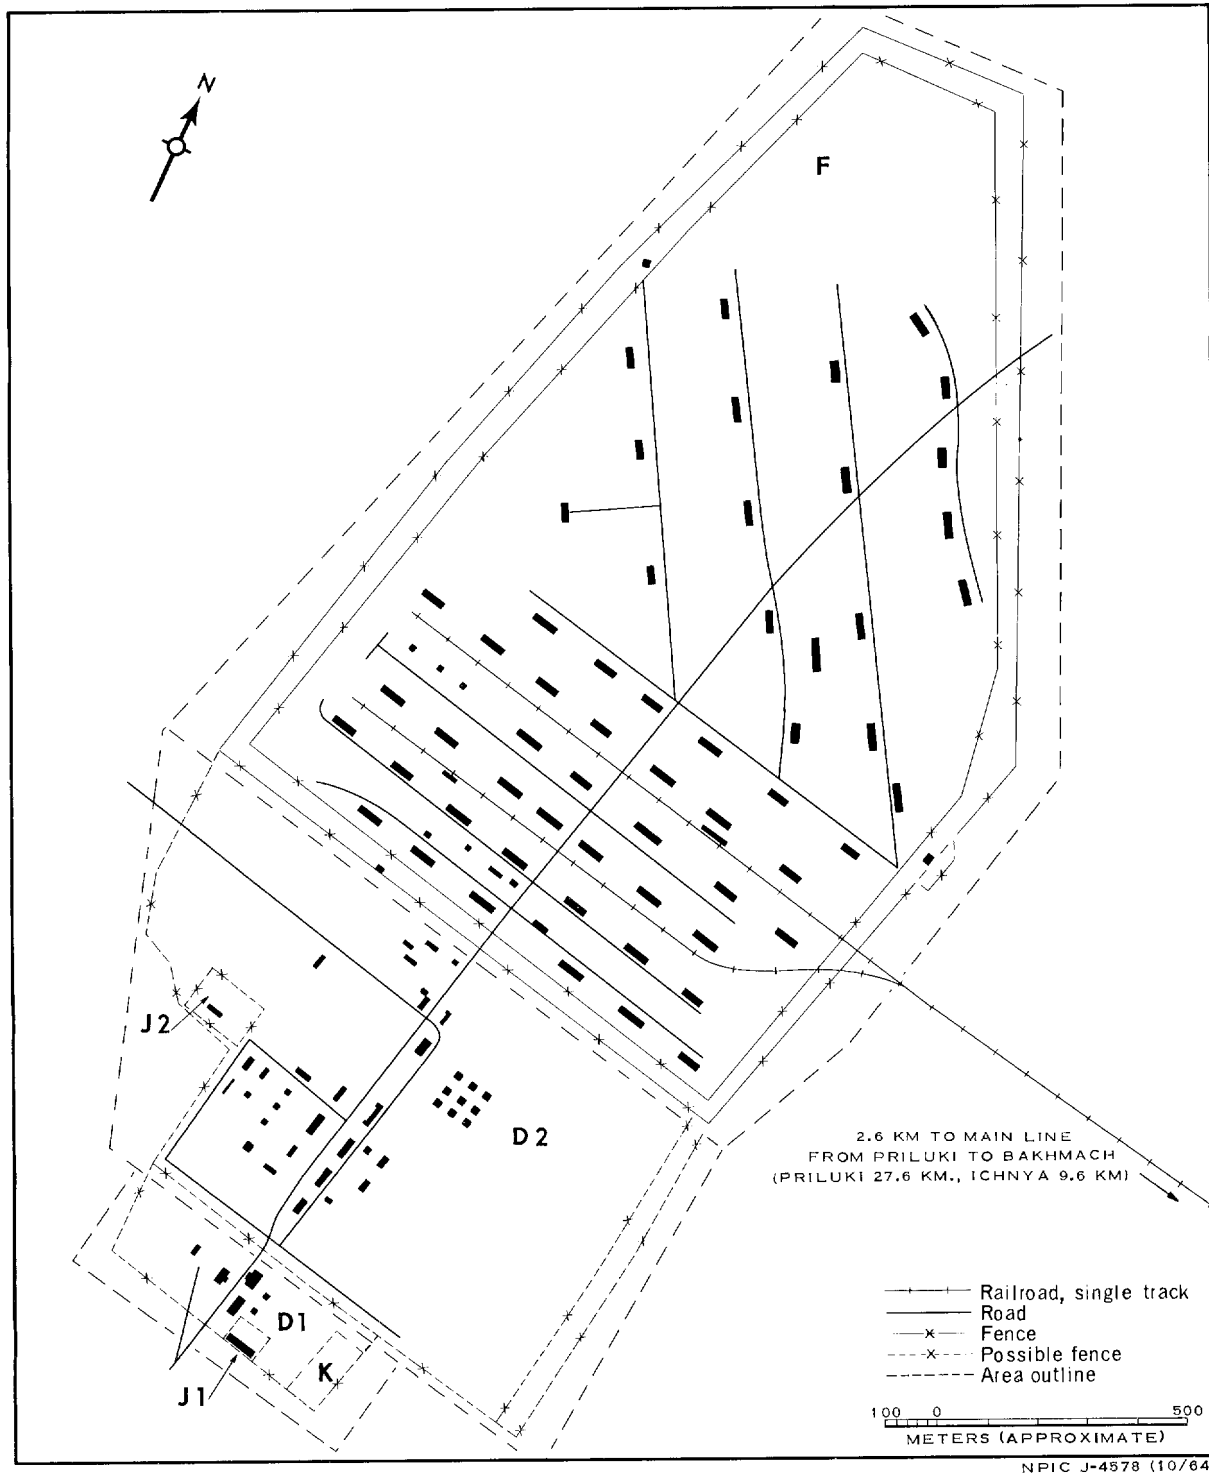 N
F
J2
D2
2.6 KM TO MAIN LINE
FROM PRILUKI TO BAKHMACH
(PRILUKI 27.6 KM., ICHNYA 9.6 KM)
D1
K
J1
Railroad, single track
Road
Fence
Possible fence
Area outline
100 0 500
METERS (APPROXIMATE)
NPIC J-4578 (10/64